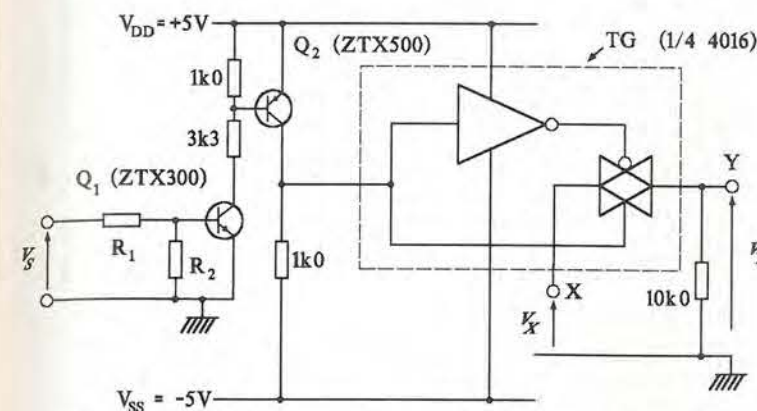 V_DD = +5V
Q_2 (ZTX500)
TG (1/4 4016)
1k0
3k3
Q_1 (ZTX300)
R_1
R_2
V_S
1k0
X
V_X
Y
10k0
V_SS = -5V